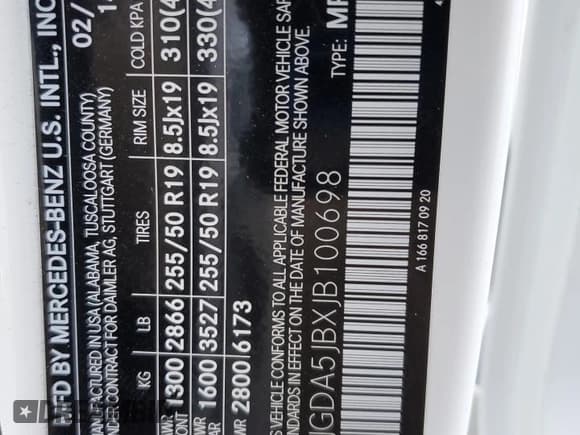 MFD BY MERCEDES-BENZ U.S. INTL., INC
MANUFACTURED IN USA (ALABAMA, TUSCALOOSA COUNTY)
UNDER CONTRACT FOR DAIMLER AG, STUTTGART (GERMANY)
02/
KG LB TIRES RIM SIZE COLD KPA
1300 2866 255/50 R19 8.5Jx19 310(4
1600 3527 255/50 R19 8.5Jx19 330(4
2800 6173
VEHICLE CONFORMS TO ALL APPLICABLE FEDERAL MOTOR VEHICLE SAF
STANDARDS IN EFFECT ON THE DATE OF MANUFACTURE SHOWN ABOVE.
JGDA5JBXJB100698 TYPE:
A 166 817 09 20